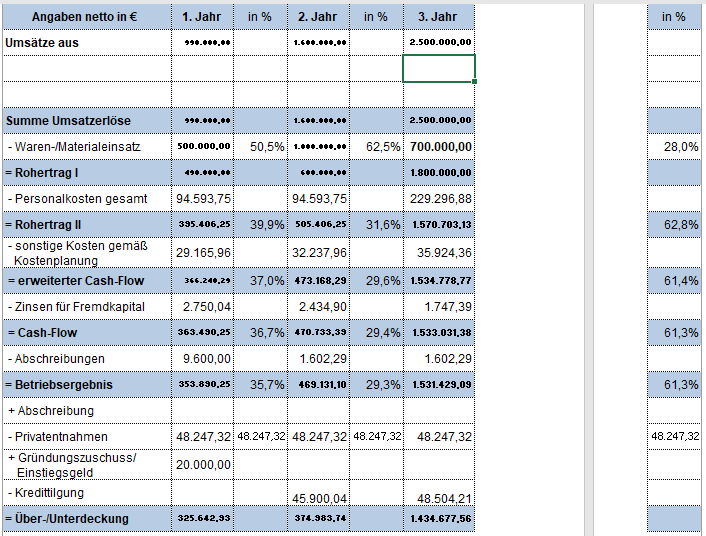 Angaben netto in € 1. Jahr in % 2. Jahr in % 3. Jahr in %
Umsätze aus 990.000,00 1.600.000,00 2.500.000,00
Summe Umsatzerlöse 990.000,00 1.600.000,00 2.500.000,00
- Waren-/Materialeinsatz 500.000,00 50,5% 1.000.000,00 62,5% 700.000,00 28,0%
= Rohertrag I 490.000,00 600.000,00 1.800.000,00
- Personalkosten gesamt 94.593,75 94.593,75 229.296,88
= Rohertrag II 395.406,25 39,9% 505.406,25 31,6% 1.570.703,13 62,8%
- sonstige Kosten gemäß
Kostenplanung 29.165,96 32.237,96 35.924,36
= erweiterter Cash-Flow 366.240,29 37,0% 473.168,29 29,6% 1.534.778,77 61,4%
- Zinsen für Fremdkapital 2.750,04 2.434,90 1.747,39
= Cash-Flow 363.490,25 36,7% 470.733,39 29,4% 1.533.031,38 61,3%
- Abschreibungen 9.600,00 1.602,29 1.602,29
= Betriebsergebnis 353.890,25 35,7% 469.131,10 29,3% 1.531.429,09 61,3%
+ Abschreibung
- Privatentnahmen 48.247,32 48.247,32 48.247,32 48.247,32 48.247,32 48.247,32
+ Gründungszuschuss/
Einstiegsgeld 20.000,00
- Kredittilgung 45.900,04 48.504,21
= Über-/Unterdeckung 325.642,93 374.983,74 1.434.677,56